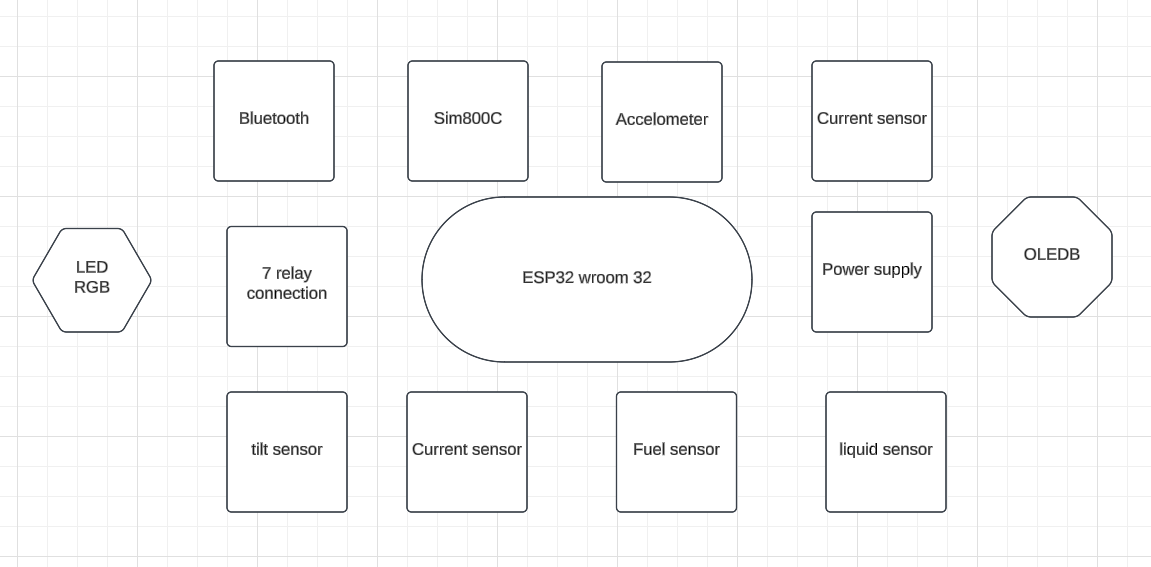 Bluetooth
Sim800C
Accelometer
Current sensor
LED
RGB
7 relay
connection
ESP32 wroom 32
Power supply
OLEDB
tilt sensor
Current sensor
Fuel sensor
liquid sensor